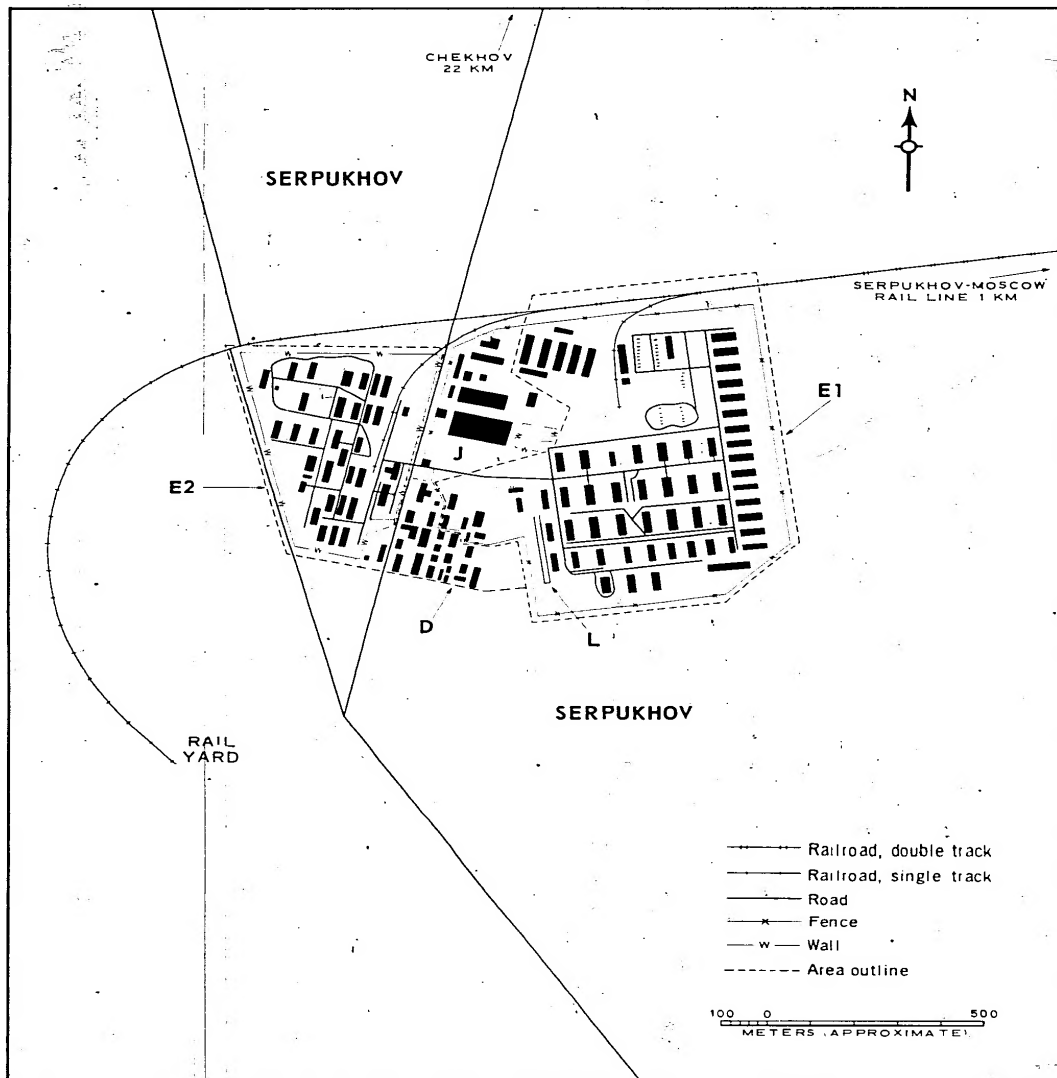 CHEKHOV
22 KM
N
SERPUKHOV
SERPUKHOV-MOSCOW
RAIL LINE 1 KM
E1
J
E2
D
L
SERPUKHOV
RAIL
YARD
Railroad, double track
Railroad, single track
Road
Fence
W Wall
Area outline
100 0 500
METERS (APPROXIMATE)